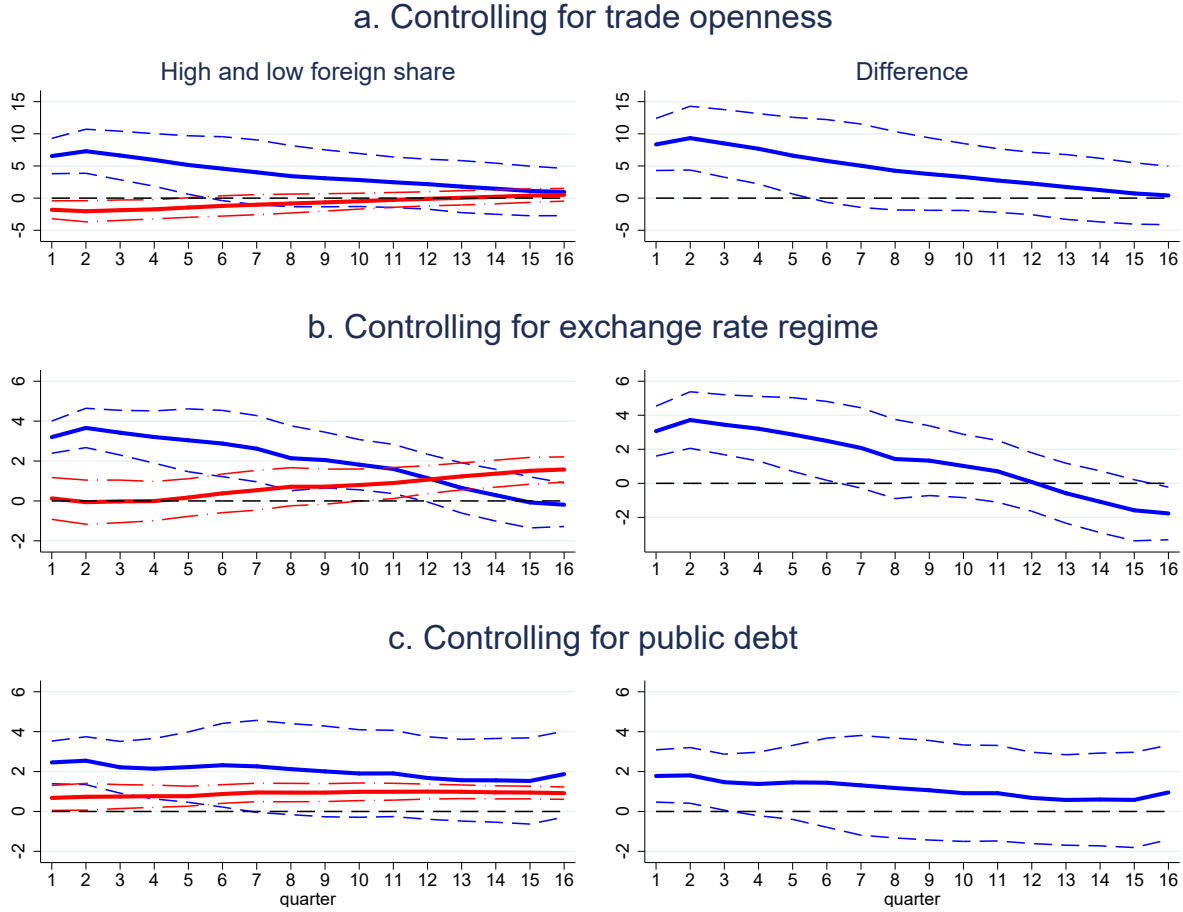 a. Controlling for trade openness
High and low foreign share
Difference
15
10
5
0
-5
1 2 3 4 5 6 7 8 9 10 11 12 13 14 15 16
15
10
5
0
-5
1 2 3 4 5 6 7 8 9 10 11 12 13 14 15 16
b. Controlling for exchange rate regime
6
4
2
0
-2
1 2 3 4 5 6 7 8 9 10 11 12 13 14 15 16
6
4
2
0
-2
1 2 3 4 5 6 7 8 9 10 11 12 13 14 15 16
c. Controlling for public debt
6
4
2
0
-2
1 2 3 4 5 6 7 8 9 10 11 12 13 14 15 16
quarter
6
4
2
0
-2
1 2 3 4 5 6 7 8 9 10 11 12 13 14 15 16
quarter